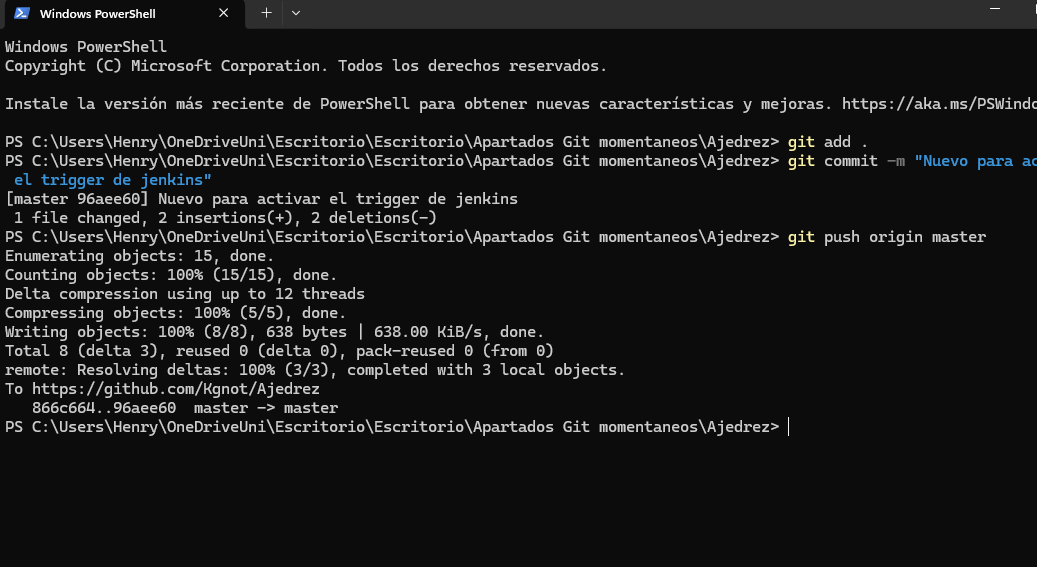 Windows PowerShell
Windows PowerShell
Copyright (C) Microsoft Corporation. Todos los derechos reservados.
Instale la versión más reciente de PowerShell para obtener nuevas características y mejoras. https://aka.ms/PSWindo
PS C:\Users\Henry\OneDriveUni\Escritorio\Escritorio\Apartados Git momentaneos\Ajedrez> git add .
PS C:\Users\Henry\OneDriveUni\Escritorio\Escritorio\Apartados Git momentaneos\Ajedrez> git commit -m "Nuevo para ac
el trigger de jenkins"
[master 96aee60] Nuevo para activar el trigger de jenkins
1 file changed, 2 insertions(+), 2 deletions(-)
PS C:\Users\Henry\OneDriveUni\Escritorio\Escritorio\Apartados Git momentaneos\Ajedrez> git push origin master
Enumerating objects: 15, done.
Counting objects: 100% (15/15), done.
Delta compression using up to 12 threads
Compressing objects: 100% (5/5), done.
Writing objects: 100% (8/8), 638 bytes | 638.00 KiB/s, done.
Total 8 (delta 3), reused 0 (delta 0), pack-reused 0 (from 0)
remote: Resolving deltas: 100% (3/3), completed with 3 local objects.
To https://github.com/Kgnot/Ajedrez
866c664..96aee60  master -> master
PS C:\Users\Henry\OneDriveUni\Escritorio\Escritorio\Apartados Git momentaneos\Ajedrez>